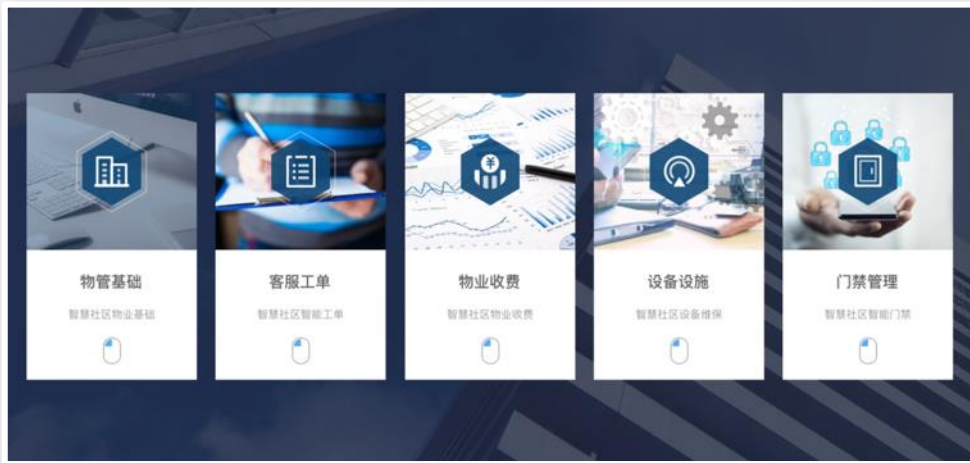 物管基础
智慧社区物业基础
客服工单
智慧社区智能工单
物业收费
智慧社区物业收费
设备设施
智慧社区设备维保
门禁管理
智慧社区智能门禁